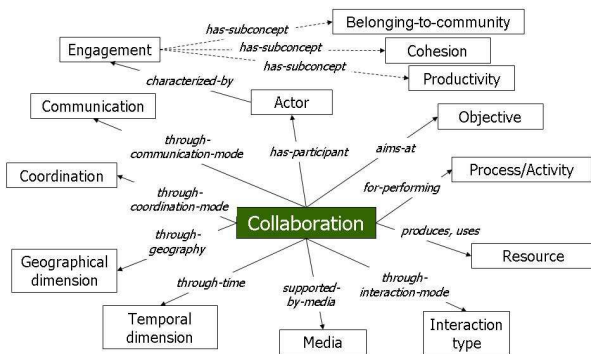 Belonging-to-community
has-subconcept
Engagement
has-subconcept
Cohesion
has-subconcept
Productivity
characterized-by
Communication
Actor
Objective
through-
communication-mode
has-participant
aims-at
Coordination
for-performing
Process/Activity
through-
coordination-mode
Collaboration
through-
geography
produces, uses
Geographical
dimension
Resource
through-time
supported-
by-media
through-
interaction-mode
Temporal
dimension
Media
Interaction
type